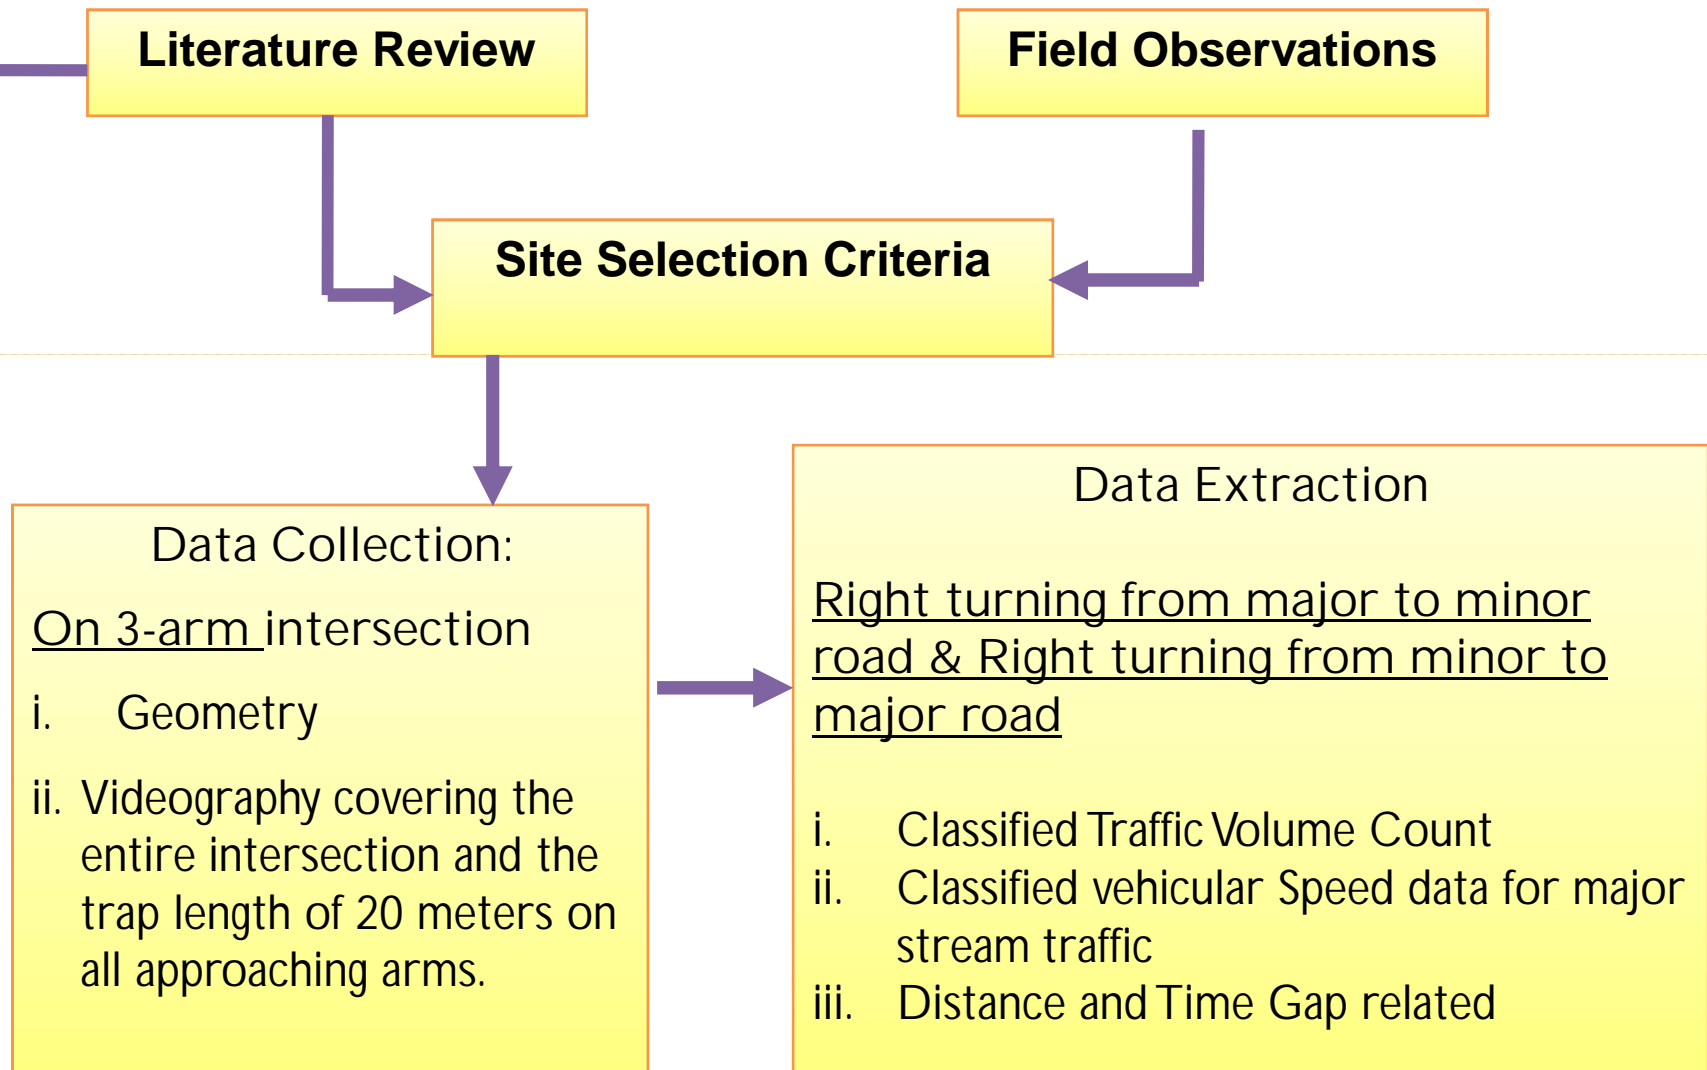 Literature Review
Field Observations
Site Selection Criteria
Data Collection:
On 3-arm intersection
i. Geometry
ii. Videography covering the
entire intersection and the
trap length of 20 meters on
all approaching arms.
Data Extraction
Right turning from major to minor
road & Right turning from minor to
major road
i. Classified Traffic Volume Count
ii. Classified vehicular Speed data for major
stream traffic
iii. Distance and Time Gap related